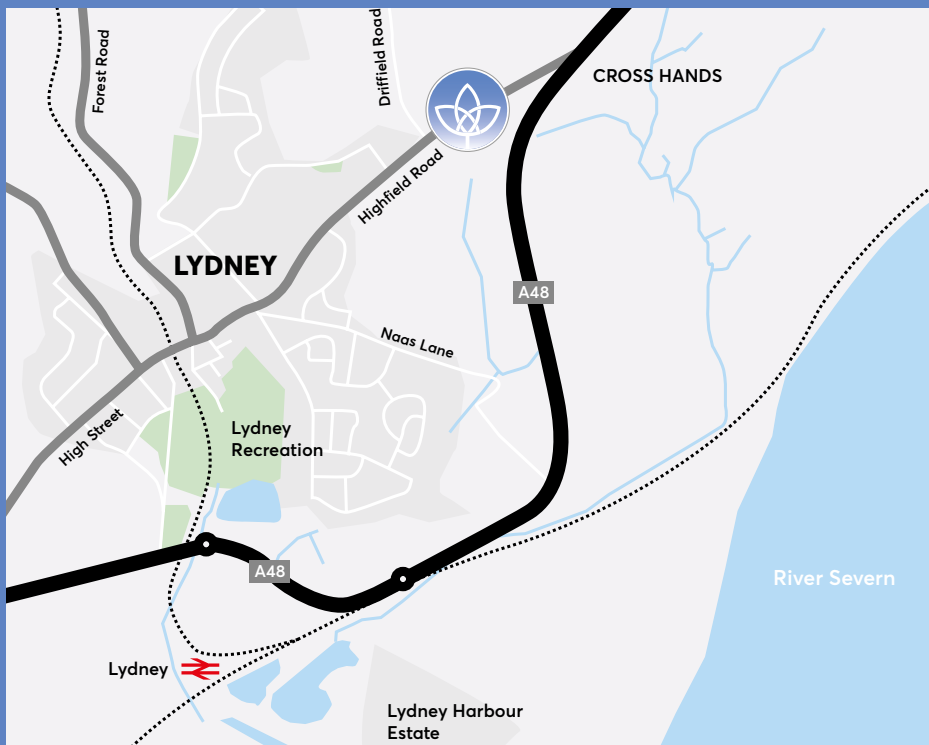 Forest Road
Driffield Road
CROSS HANDS
Highfield Road
LYDNEY
A48
Naas Lane
High Street
Lydney
Recreation
A48
River Severn
Lydney
Lydney Harbour
Estate